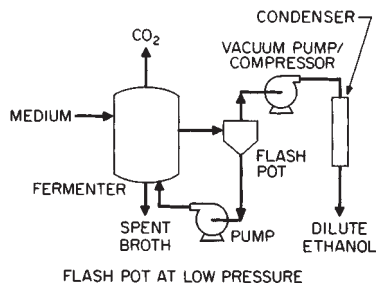 CONDENSER
CO2
VACUUM PUMP/
COMPRESSOR
MEDIUM
FLASH
POT
FERMENTER
SPENT
BROTH
PUMP
DILUTE
ETHANOL
FLASH POT AT LOW PRESSURE